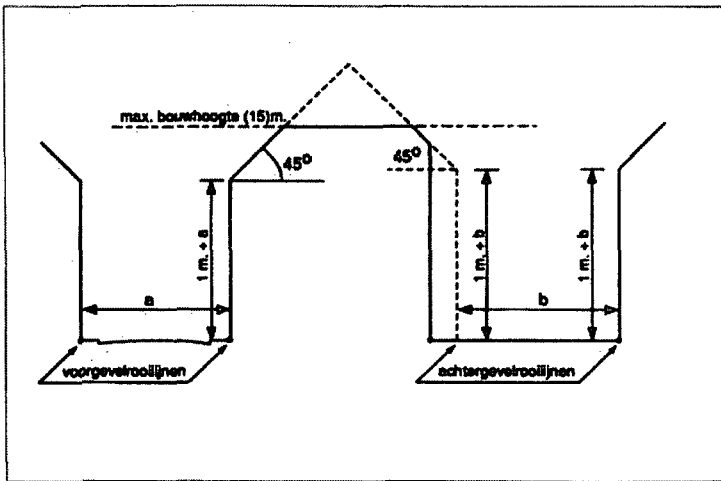 max. bouwhoogte (15)m.
45°
45°
1 m. + a
1 m. + b
1 m. + b
a
b
voorgevelrooilijnen
achtergevelrooilijnen